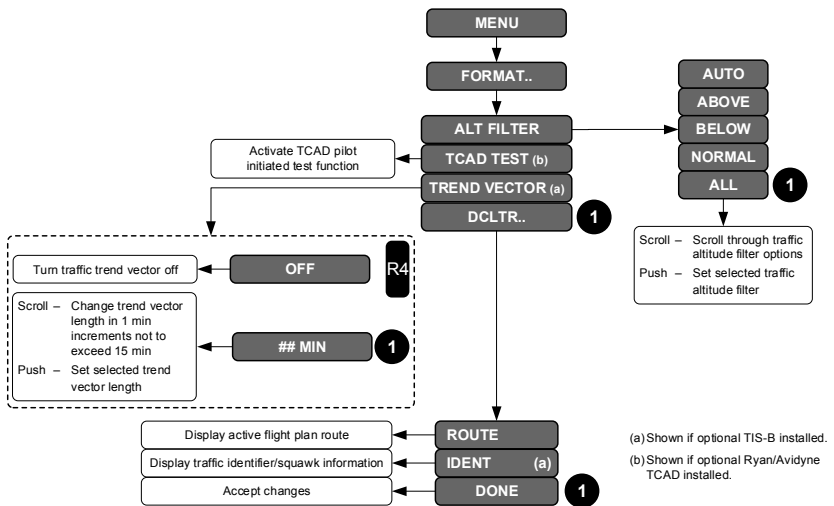 MENU
FORMAT..
ALT FILTER
TCAD TEST (b)
TREND VECTOR (a)
DCLTR..
1
AUTO
ABOVE
BELOW
NORMAL
ALL
1
Scroll – Scroll through traffic
altitude filter options
Push – Set selected traffic
altitude filter
Activate TCAD pilot
initiated test function
Turn traffic trend vector off
OFF
R4
Scroll – Change trend vector
length in 1 min
increments not to
exceed 15 min
Push – Set selected trend
vector length
## MIN
1
Display active flight plan route
ROUTE
Display traffic identifier/squawk information
IDENT (a)
Accept changes
DONE
1
(a) Shown if optional TIS-B installed.
(b) Shown if optional Ryan/Avidyne
TCAD installed.